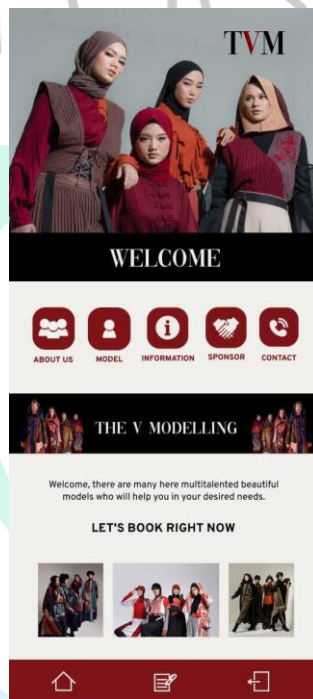 TVM
WELCOME
ABOUT US
MODEL
INFORMATION
SPONSOR
CONTACT
THE V MODELLING
Welcome, there are many here multitalented beautiful
models who will help you in your desired needs.
LET'S BOOK RIGHT NOW